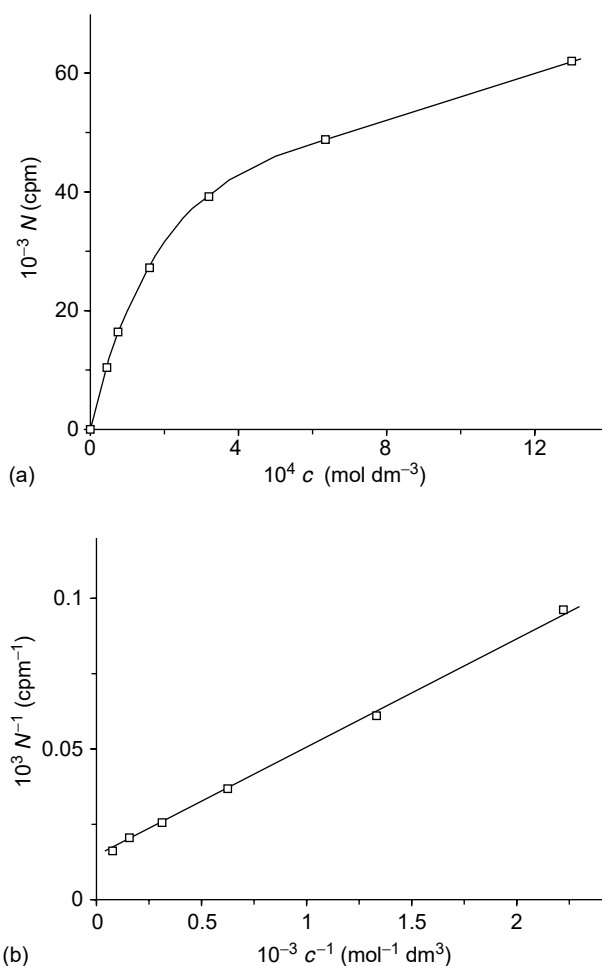 60
40
20
0
10⁻³ N (cpm)
0 4 8 12
(a) 10⁴ c (mol dm⁻³)
0.1
0.05
0
10³ N⁻¹ (cpm⁻¹)
0 0.5 1 1.5 2
(b) 10⁻³ c⁻¹ (mol⁻¹ dm³)